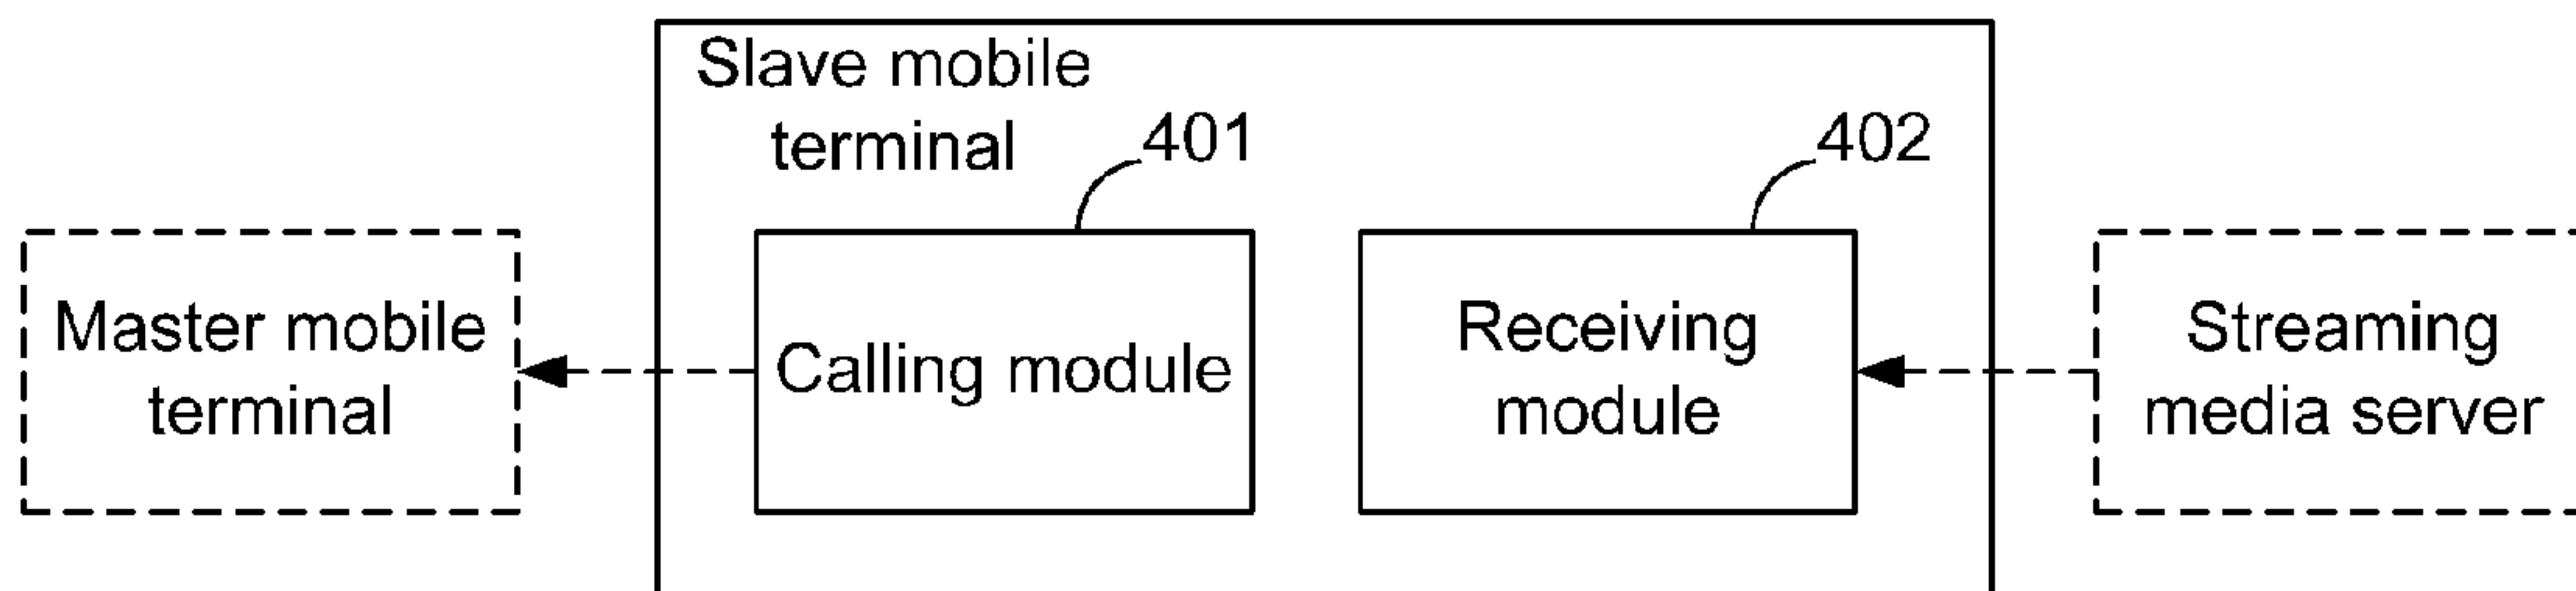 Slave mobile
terminal
401
402
Master mobile
terminal
Calling module
Receiving
module
Streaming
media server